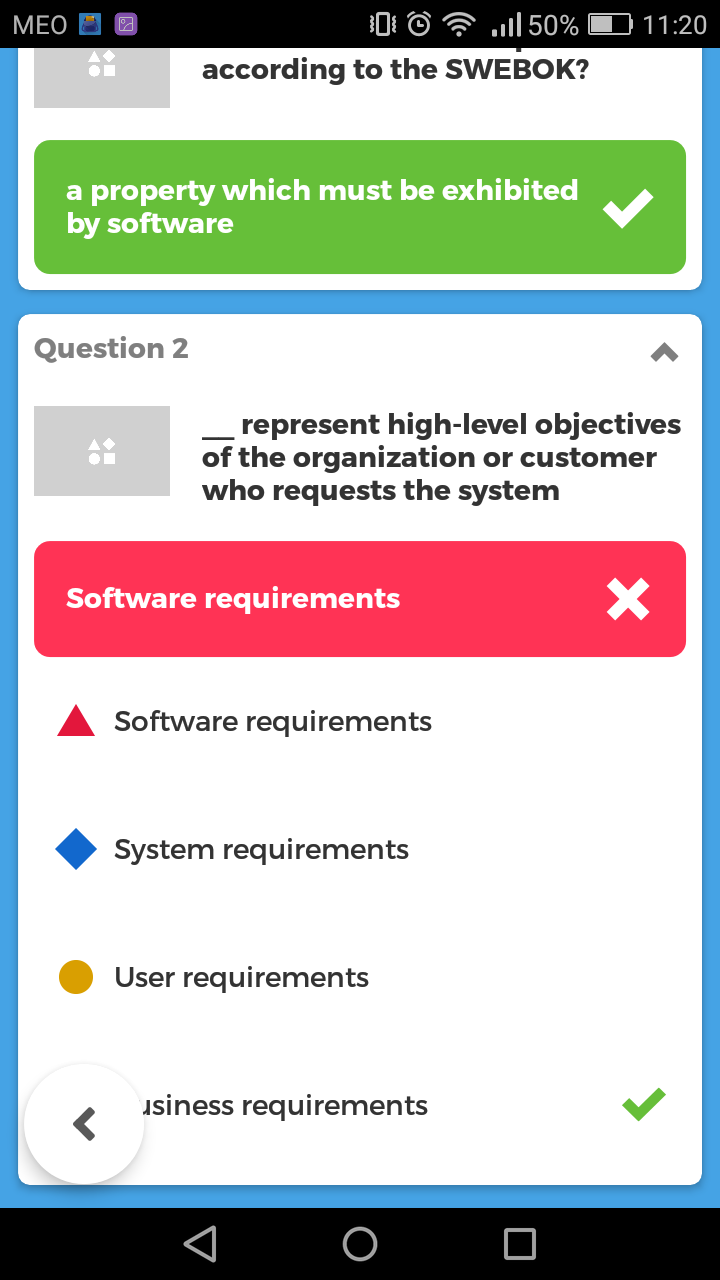 MEO 50% 11:20
according to the SWEBOK?
a property which must be exhibited
by software
Question 2
__ represent high-level objectives
of the organization or customer
who requests the system
Software requirements
Software requirements
System requirements
User requirements
usiness requirements